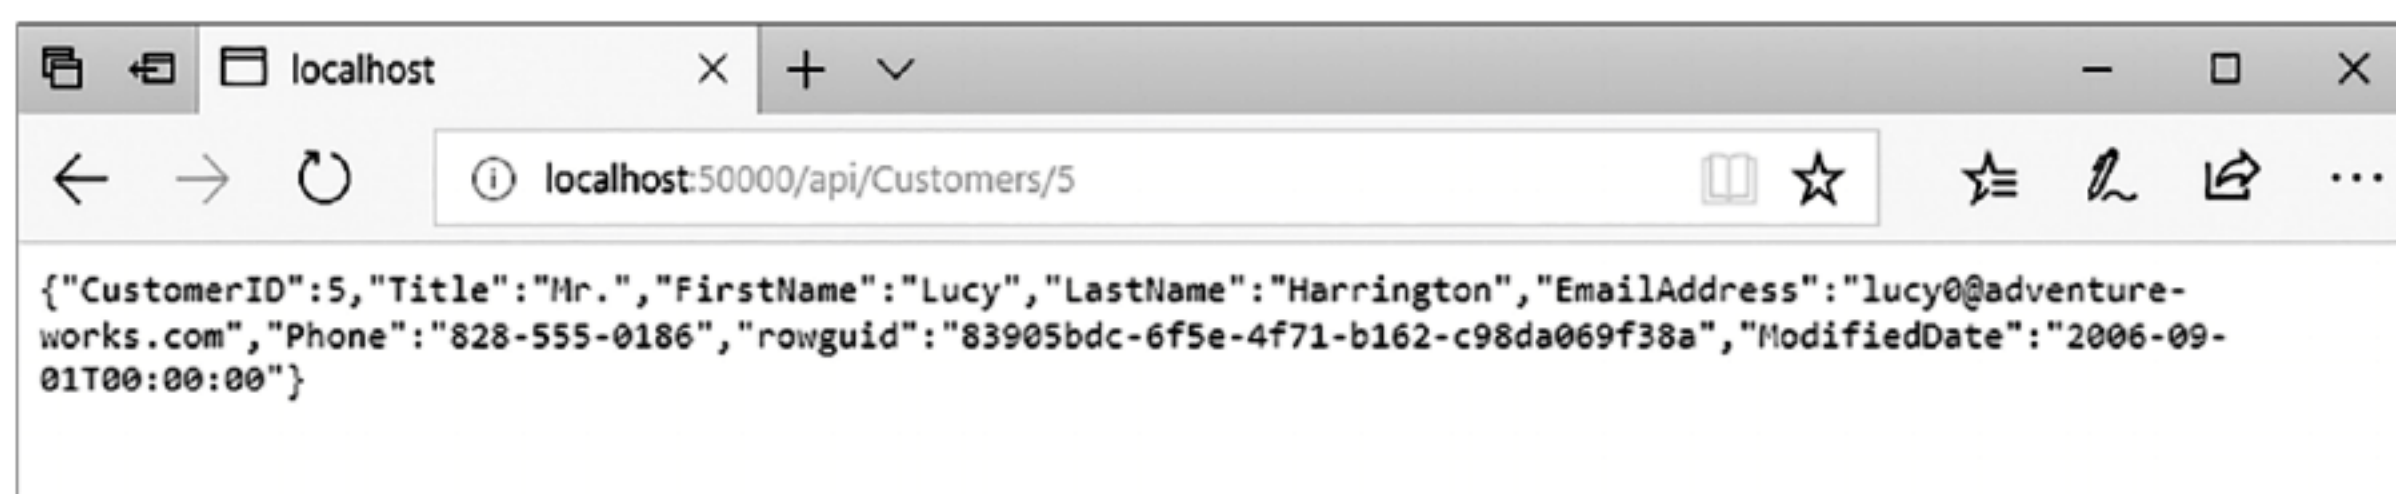 localhost
localhost:50000/api/Customers/5
{"CustomerID":5,"Title":"Mr.","FirstName":"Lucy","LastName":"Harrington","EmailAddress":"lucy0@adventure-
works.com","Phone":"828-555-0186","rowguid":"83905bdc-6f5e-4f71-b162-c98da069f38a","ModifiedDate":"2006-09-
01T00:00:00"}